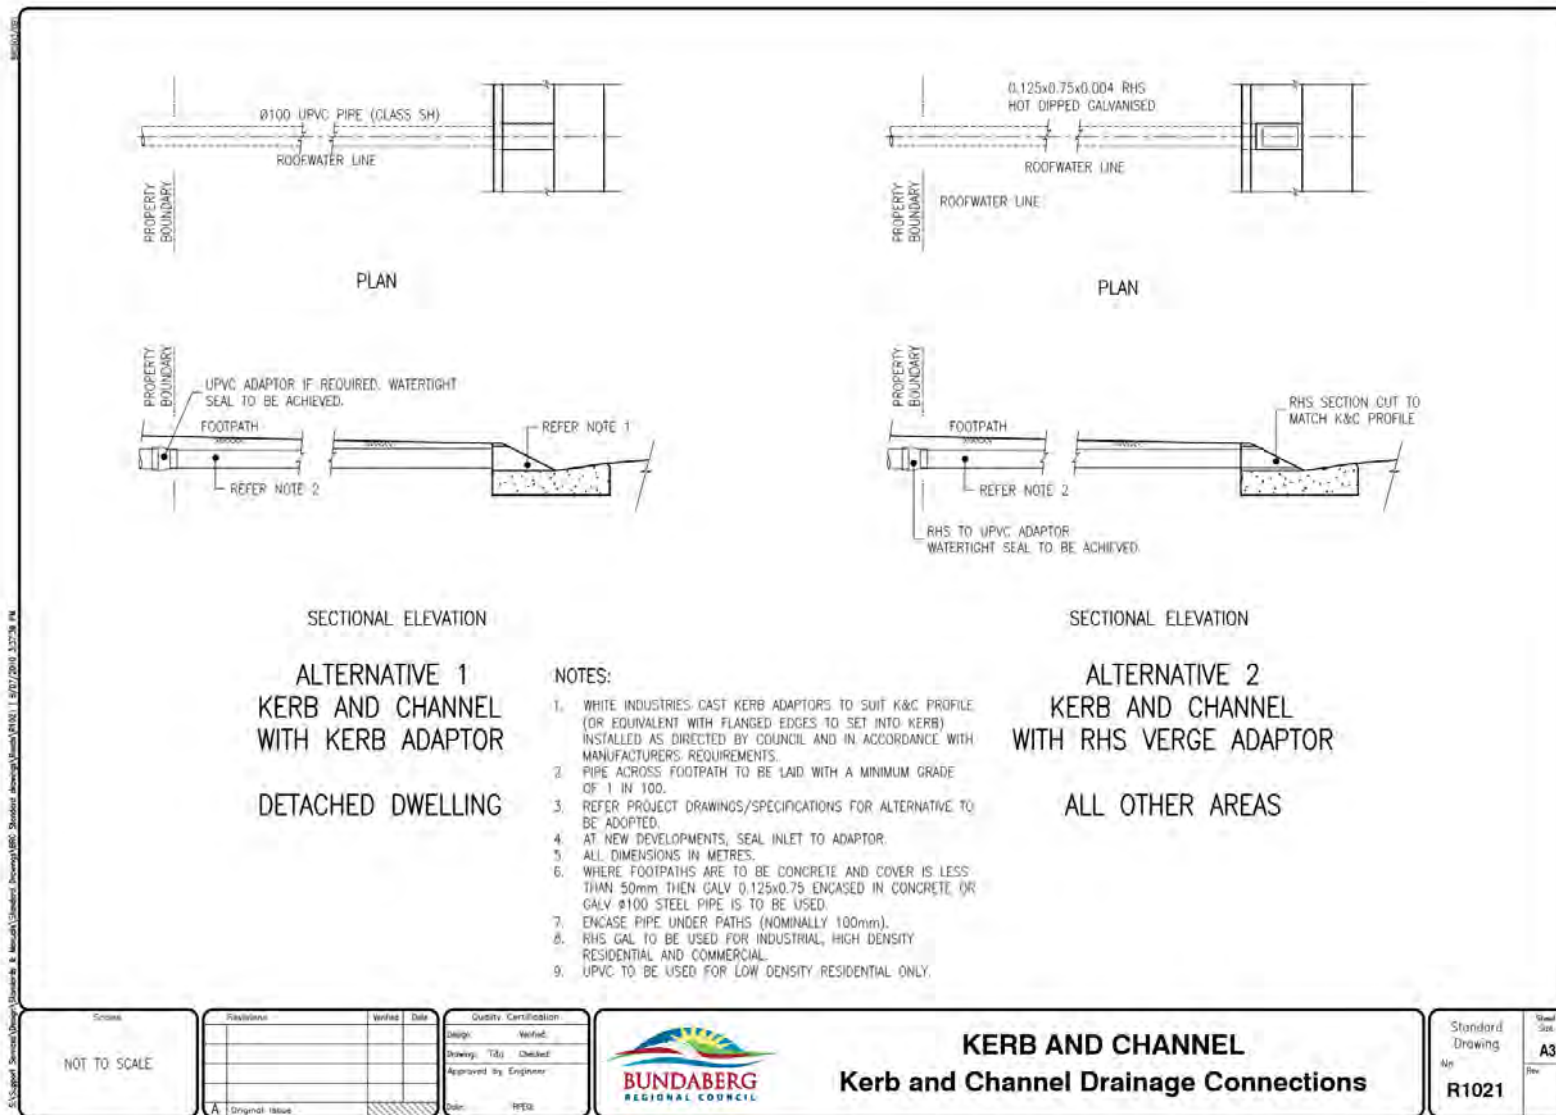 Ø100 UPVC PIPE (CLASS SH)
ROOFWATER LINE
PROPERTY
BOUNDARY
PLAN
0.125x0.75x0.004 RHS
HOT DIPPED GALVANISED
ROOFWATER LINE
ROOFWATER LINE
PROPERTY
BOUNDARY
PLAN
PROPERTY
BOUNDARY
UPVC ADAPTOR IF REQUIRED. WATERTIGHT
SEAL TO BE ACHIEVED.
FOOTPATH
REFER NOTE 1
REFER NOTE 2
SECTIONAL ELEVATION
ALTERNATIVE 1
KERB AND CHANNEL
WITH KERB ADAPTOR
DETACHED DWELLING
PROPERTY
BOUNDARY
RHS SECTION CUT TO
MATCH K&C PROFILE
FOOTPATH
REFER NOTE 2
RHS TO UPVC ADAPTOR
WATERTIGHT SEAL TO BE ACHIEVED.
SECTIONAL ELEVATION
ALTERNATIVE 2
KERB AND CHANNEL
WITH RHS VERGE ADAPTOR
ALL OTHER AREAS
NOTES:
1. WHITE INDUSTRIES CAST KERB ADAPTORS TO SUIT K&C PROFILE
(OR EQUIVALENT WITH FLANGED EDGES TO SET INTO KERB)
INSTALLED AS DIRECTED BY COUNCIL AND IN ACCORDANCE WITH
MANUFACTURERS REQUIREMENTS.
2. PIPE ACROSS FOOTPATH TO BE LAID WITH A MINIMUM GRADE
OF 1 IN 100.
3. REFER PROJECT DRAWINGS/SPECIFICATIONS FOR ALTERNATIVE TO
BE ADOPTED.
4. AT NEW DEVELOPMENTS, SEAL INLET TO ADAPTOR.
5. ALL DIMENSIONS IN METRES.
6. WHERE FOOTPATHS ARE TO BE CONCRETE AND COVER IS LESS
THAN 50mm THEN GALV 0.125x0.75 ENCASED IN CONCRETE OR
GALV Ø100 STEEL PIPE IS TO BE USED.
7. ENCASE PIPE UNDER PATHS (NOMINALLY 100mm).
8. RHS GAL TO BE USED FOR INDUSTRIAL, HIGH DENSITY
RESIDENTIAL AND COMMERCIAL.
9. UPVC TO BE USED FOR LOW DENSITY RESIDENTIAL ONLY.
Scales
NOT TO SCALE
Revisions Verified Date
A Original Issue
Quality Certification
Design: Verified:
Drawing: Checked:
Approved by Engineer
Date: RPEQ:
BUNDABERG
REGIONAL COUNCIL
KERB AND CHANNEL
Kerb and Channel Drainage Connections
Standard
Drawing
No
R1021
Sheet
Size
A3
Rev